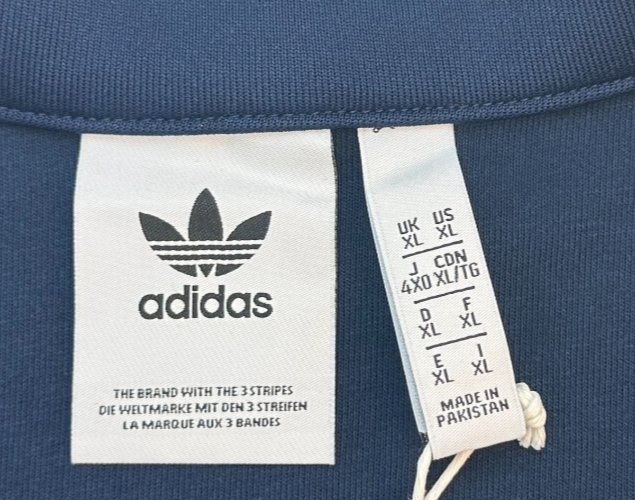 adidas
THE BRAND WITH THE 3 STRIPES
DIE WELTMARKE MIT DEN 3 STREIFEN
LA MARQUE AUX 3 BANDES
UK US
XL XL
J CDN
4XO XL/TG
D F
XL XL
E I
XL XL
MADE IN
PAKISTAN